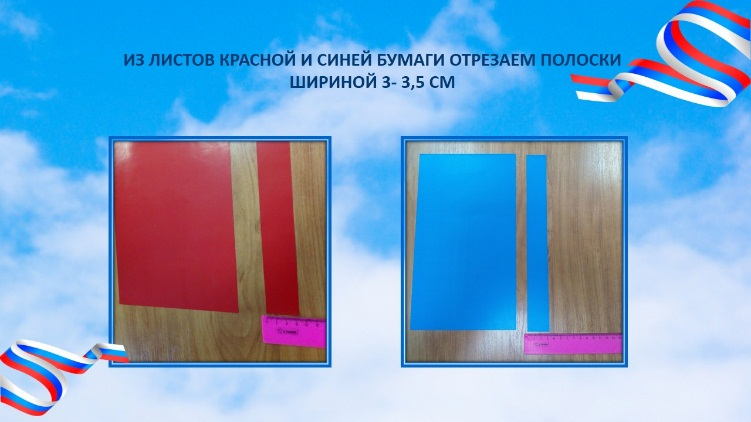 ИЗ ЛИСТОВ КРАСНОЙ И СИНЕЙ БУМАГИ ОТРЕЗАЕМ ПОЛОСКИ
ШИРИНОЙ 3- 3,5 СМ